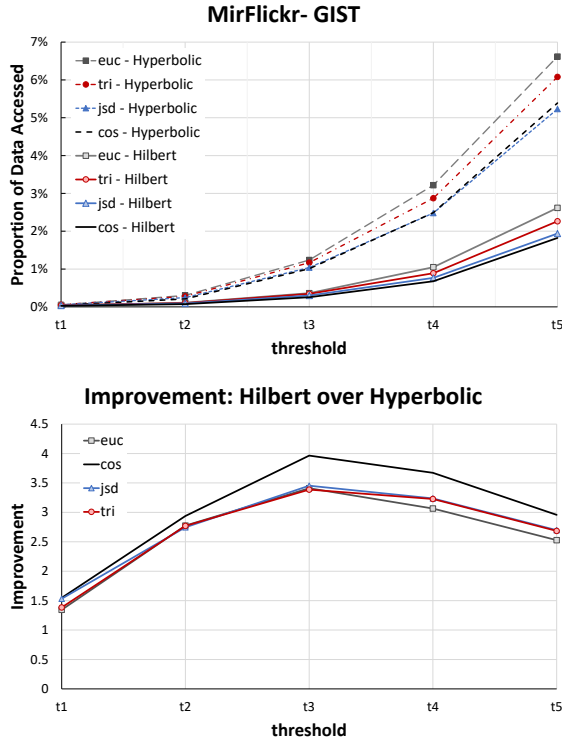 MirFlickr- GIST
Proportion of Data Accessed
7%
6%
5%
4%
3%
2%
1%
0%
euc - Hyperbolic
tri - Hyperbolic
jsd - Hyperbolic
cos - Hyperbolic
euc - Hilbert
tri - Hilbert
jsd - Hilbert
cos - Hilbert
t1 t2 t3 t4 t5
threshold
Improvement: Hilbert over Hyperbolic
Improvement
4.5
4
3.5
3
2.5
2
1.5
1
0.5
0
euc
cos
jsd
tri
t1 t2 t3 t4 t5
threshold